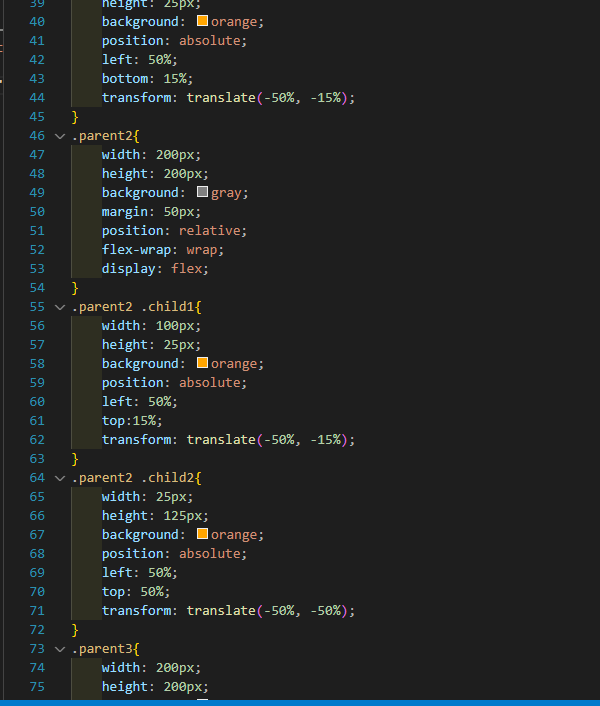 39 height: 25px;
40 background: orange;
41 position: absolute;
42 left: 50%;
43 bottom: 15%;
44 transform: translate(-50%, -15%);
45 }
46 .parent2{
47 width: 200px;
48 height: 200px;
49 background: gray;
50 margin: 50px;
51 position: relative;
52 flex-wrap: wrap;
53 display: flex;
54 }
55 .parent2 .child1{
56 width: 100px;
57 height: 25px;
58 background: orange;
59 position: absolute;
60 left: 50%;
61 top:15%;
62 transform: translate(-50%, -15%);
63 }
64 .parent2 .child2{
65 width: 25px;
66 height: 125px;
67 background: orange;
68 position: absolute;
69 left: 50%;
70 top: 50%;
71 transform: translate(-50%, -50%);
72 }
73 .parent3{
74 width: 200px;
75 height: 200px;